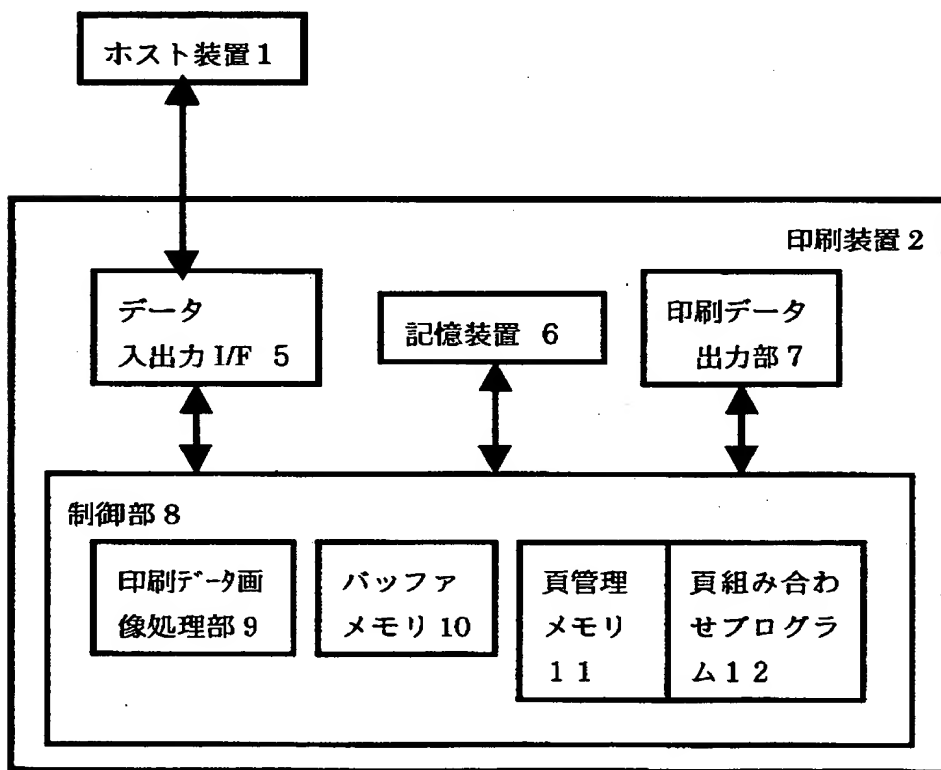 ホスト装置1
印刷装置2
データ
入出力I/F 5
記憶装置 6
印刷データ
出力部7
制御部8
印刷ﾃﾞｰﾀ画
像処理部9
バッファ
メモリ10
頁管理
メモリ
11
頁組み合わ
せプログラ
ム12